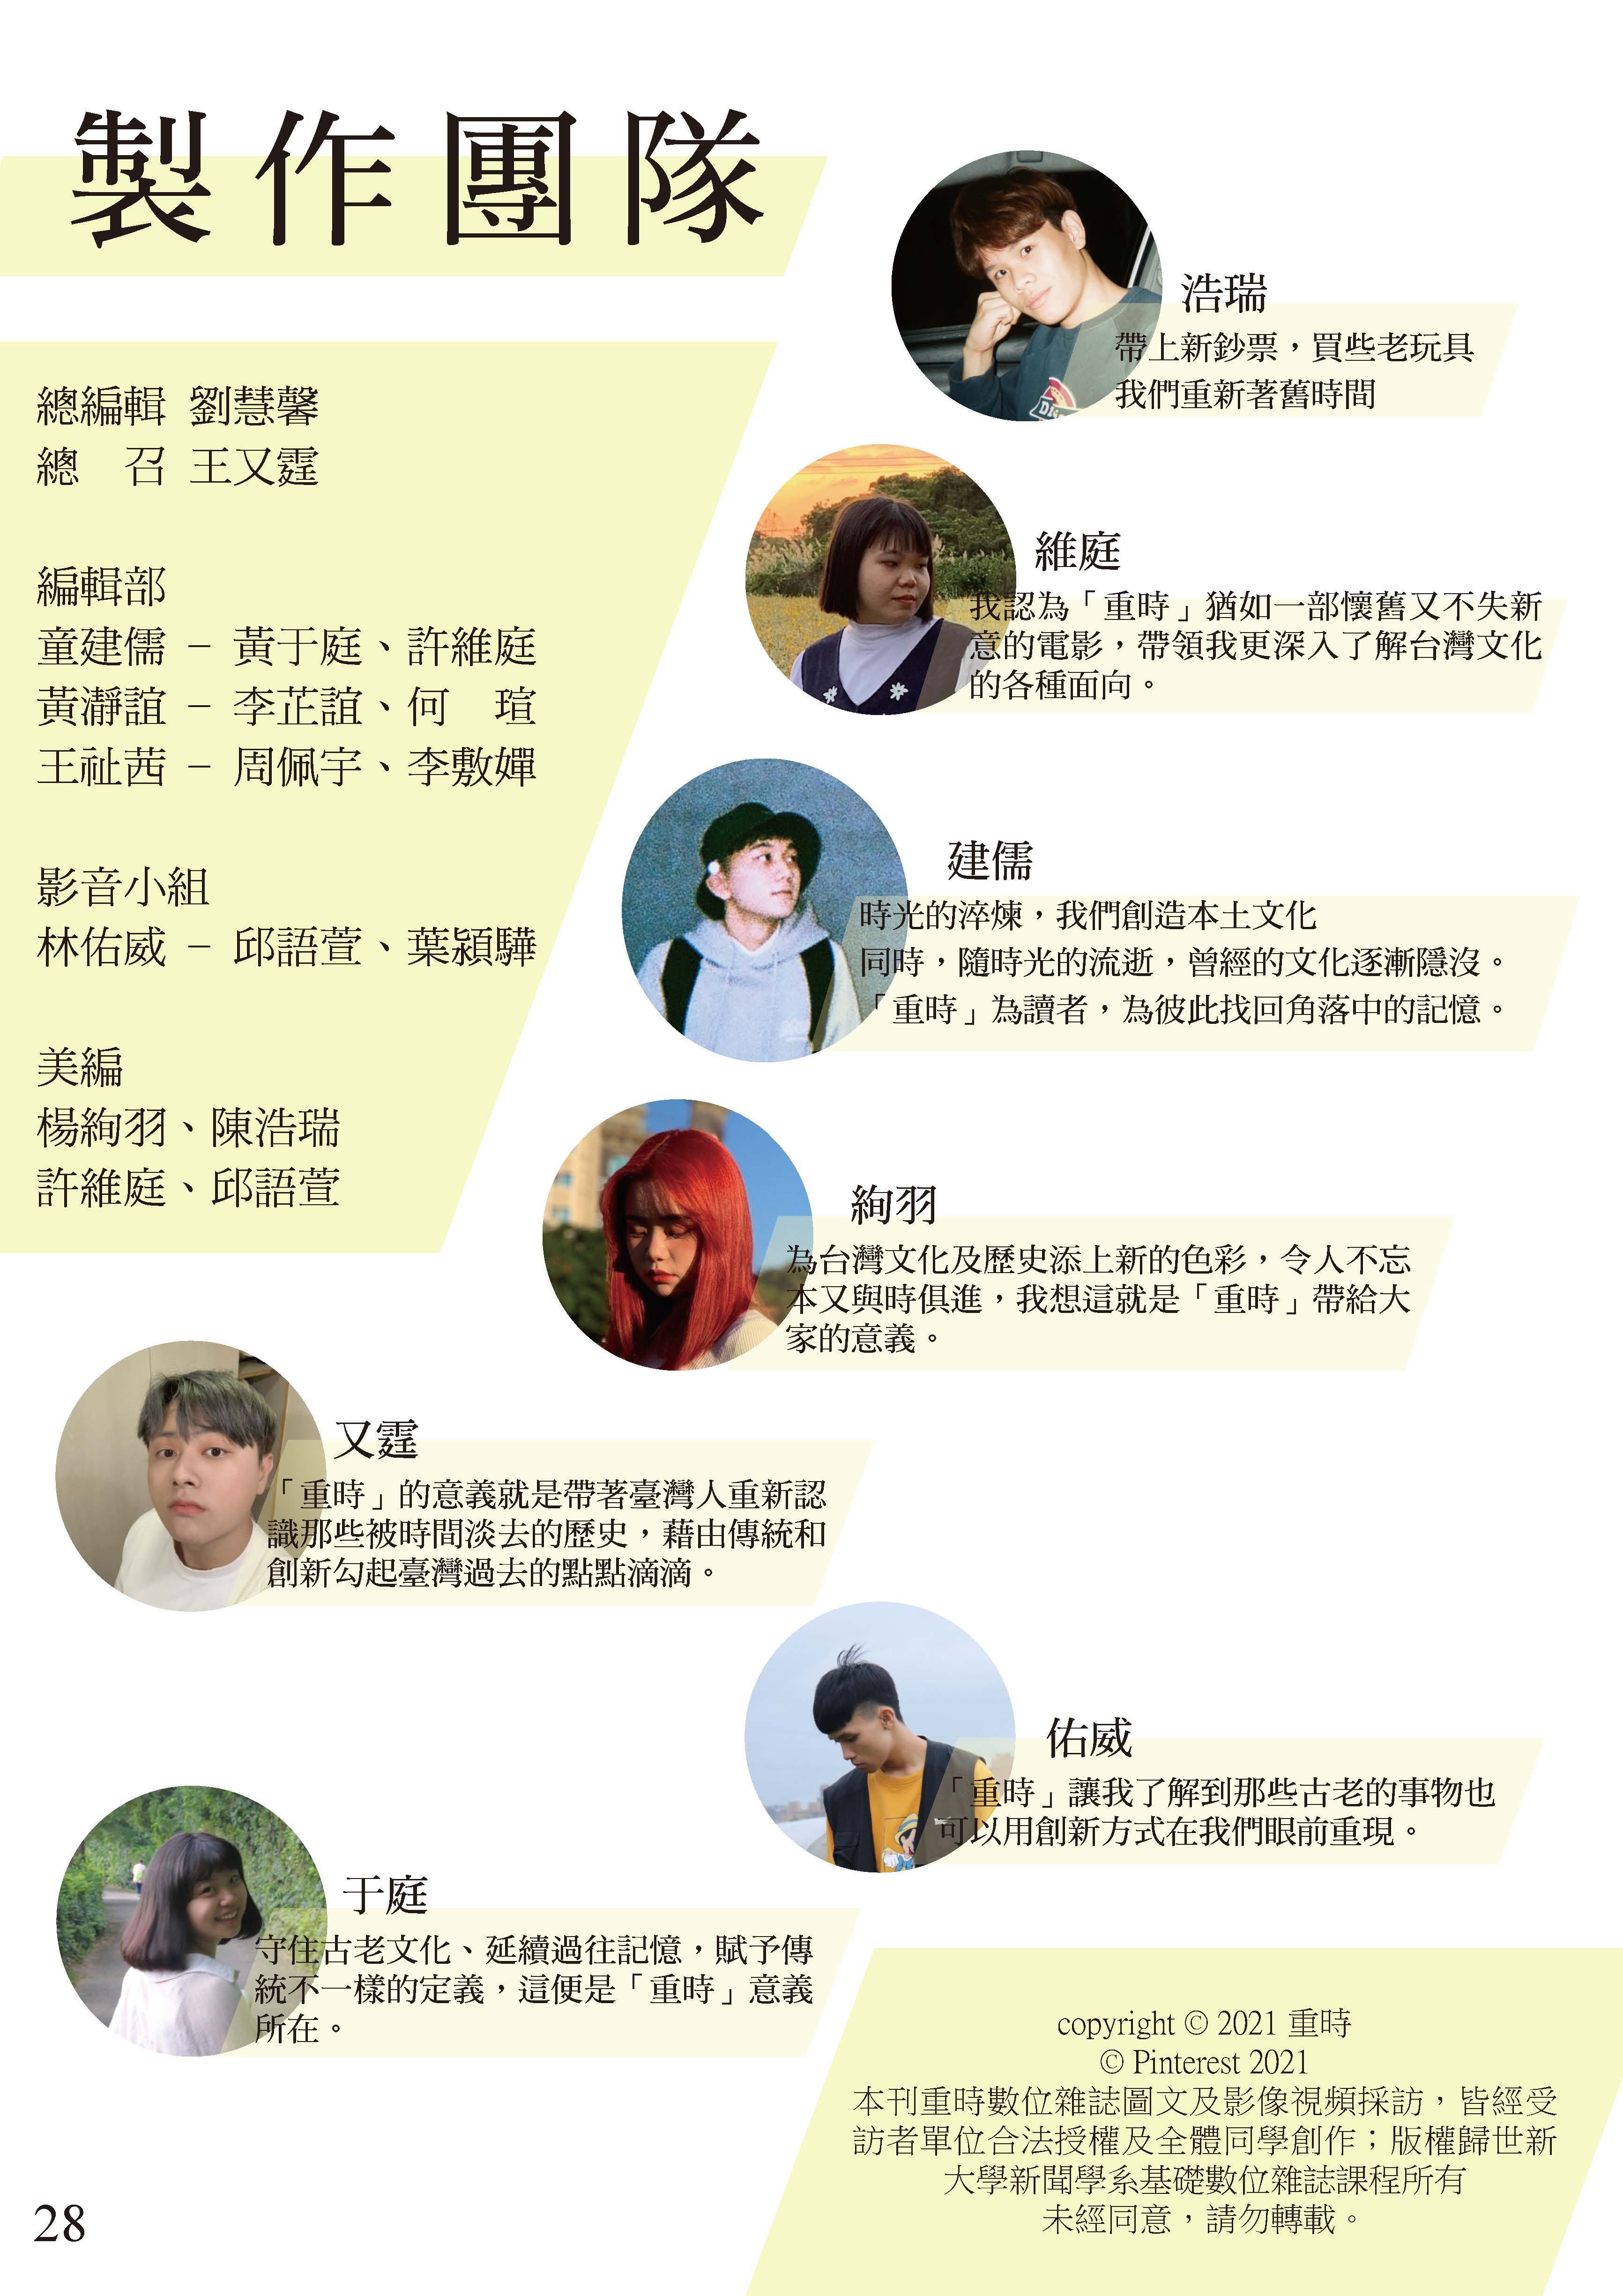 製作團隊
總編輯 劉慧馨
總　召 王又霆
編輯部
童建儒 – 黃于庭、許維庭
黃瀞誼 – 李芷誼、何　瑄
王祉茜 – 周佩宇、李敷嬋
影音小組
林佑威 – 邱語萱、葉潁驊
美編
楊絢羽、陳浩瑞
許維庭、邱語萱
浩瑞
帶上新鈔票，買些老玩具
我們重新著舊時間
維庭
我認為「重時」猶如一部懷舊又不失新
意的電影，帶領我更深入了解台灣文化
的各種面向。
建儒
時光的淬煉，我們創造本土文化
同時，隨時光的流逝，曾經的文化逐漸隱沒。
「重時」為讀者，為彼此找回角落中的記憶。
絢羽
為台灣文化及歷史添上新的色彩，令人不忘
本又與時俱進，我想這就是「重時」帶給大
家的意義。
又霆
「重時」的意義就是帶著臺灣人重新認
識那些被時間淡去的歷史，藉由傳統和
創新勾起臺灣過去的點點滴滴。
佑威
「重時」讓我了解到那些古老的事物也
可以用創新方式在我們眼前重現。
于庭
守住古老文化、延續過往記憶，賦予傳
統不一樣的定義，這便是「重時」意義
所在。
copyright © 2021 重時
© Pinterest 2021
本刊重時數位雜誌圖文及影像視頻採訪，皆經受
訪者單位合法授權及全體同學創作；版權歸世新
大學新聞學系基礎數位雜誌課程所有
未經同意，請勿轉載。
28